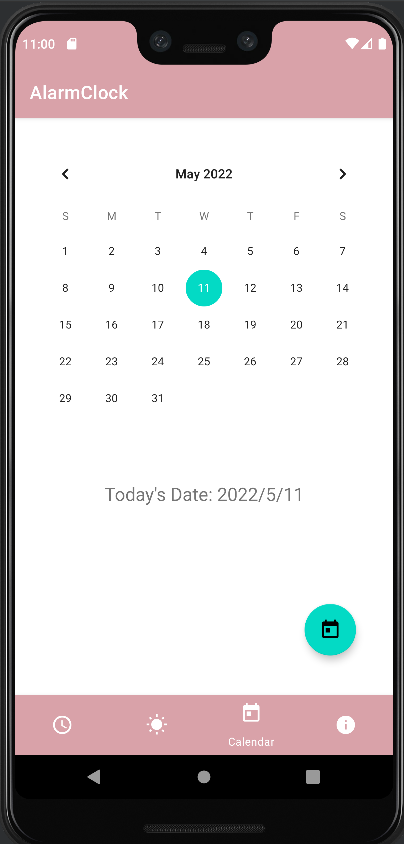 11:00
AlarmClock
May 2022
S M T W T F S
1 2 3 4 5 6 7
8 9 10 11 12 13 14
15 16 17 18 19 20 21
22 23 24 25 26 27 28
29 30 31
Today's Date: 2022/5/11
Calendar